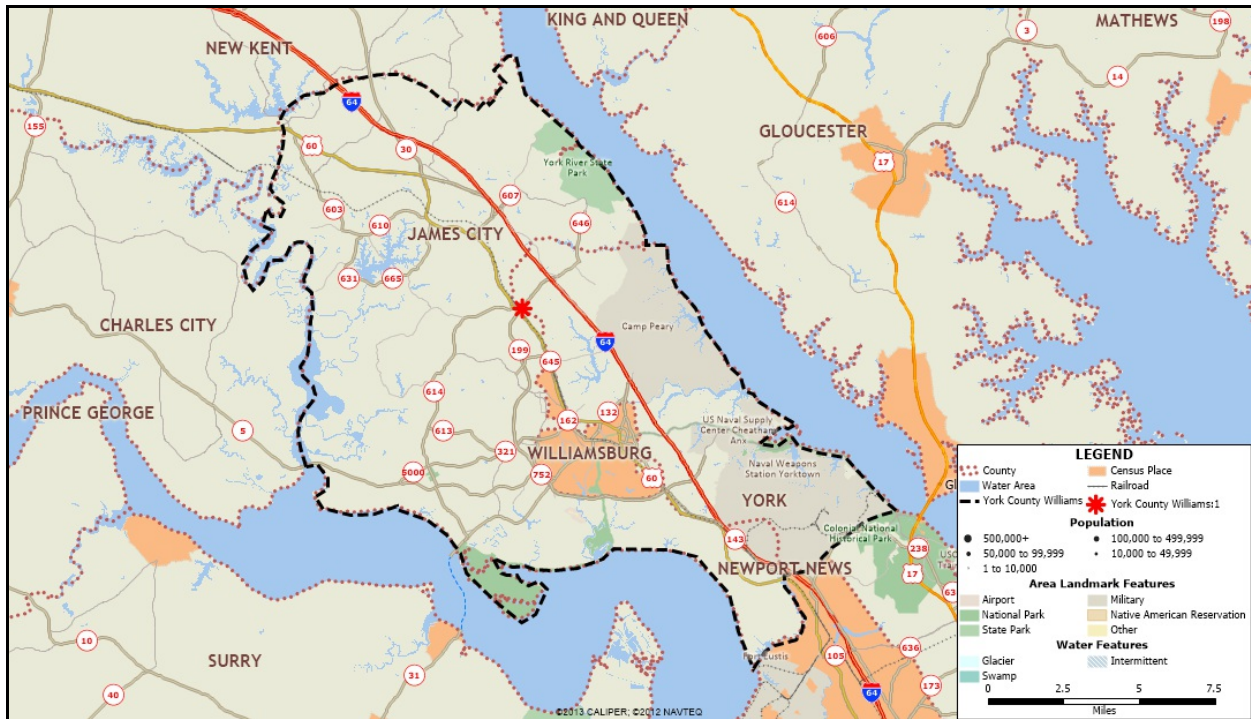 KING AND QUEEN
MATHEWS
NEW KENT
198
3
606
14
64
155
GLOUCESTER
60
30
17
York River State
Park
607
603
610
646
614
JAMES CITY
631
665
CHARLES CITY
Camp Peary
64
199
645
614
PRINCE GEORGE
162
132
5
613
US Naval Supply
Center Cheatham
Anx
321
WILLIAMSBURG
5000
752
60
Naval Weapons
Station Yorktown
YORK
Colonial National
Historical Park
143
238
NEWPORT NEWS
17
10
SURRY
Fort Eustis
105
636
31
40
64
173
©2013 CALIPER; ©2012 NAVTEQ
LEGEND
County
Census Place
Water Area
Railroad
York County Williams
York County Williams:1
Population
500,000+
100,000 to 499,999
50,000 to 99,999
10,000 to 49,999
1 to 10,000
Area Landmark Features
Airport
Military
National Park
Native American Reservation
State Park
Other
Water Features
Glacier
Intermittent
Swamp
0 2.5 5 7.5
Miles